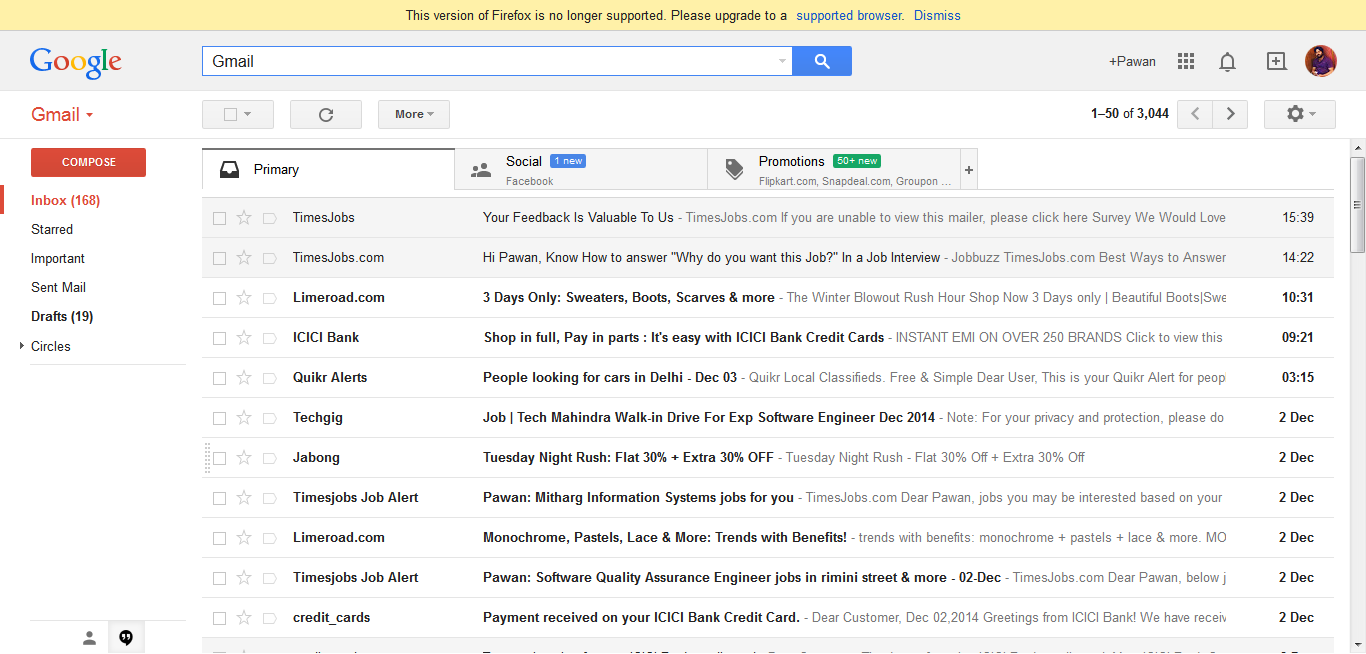 This version of Firefox is no longer supported. Please upgrade to a supported browser. Dismiss
Google
Gmail
+Pawan
Gmail
More
1–50 of 3,044
COMPOSE
Inbox (168)
Starred
Important
Sent Mail
Drafts (19)
Circles
Primary
Social 1 new
Facebook
Promotions 50+ new
Flipkart.com, Snapdeal.com, Groupon ...
+
TimesJobs Your Feedback Is Valuable To Us - TimesJobs.com If you are unable to view this mailer, please click here Survey We Would Love 15:39
TimesJobs.com Hi Pawan, Know How to answer "Why do you want this Job?" In a Job Interview - Jobbuzz TimesJobs.com Best Ways to Answer 14:22
Limeroad.com 3 Days Only: Sweaters, Boots, Scarves & more - The Winter Blowout Rush Hour Shop Now 3 Days only | Beautiful Boots|Swe 10:31
ICICI Bank Shop in full, Pay in parts : It's easy with ICICI Bank Credit Cards - INSTANT EMI ON OVER 250 BRANDS Click to view this 09:21
Quikr Alerts People looking for cars in Delhi - Dec 03 - Quikr Local Classifieds. Free & Simple Dear User, This is your Quikr Alert for peop 03:15
Techgig Job | Tech Mahindra Walk-in Drive For Exp Software Engineer Dec 2014 - Note: For your privacy and protection, please do 2 Dec
Jabong Tuesday Night Rush: Flat 30% + Extra 30% OFF - Tuesday Night Rush - Flat 30% Off + Extra 30% Off 2 Dec
Timesjobs Job Alert Pawan: Mitharg Information Systems jobs for you - TimesJobs.com Dear Pawan, jobs you may be interested based on your 2 Dec
Limeroad.com Monochrome, Pastels, Lace & More: Trends with Benefits! - trends with benefits: monochrome + pastels + lace & more. MO 2 Dec
Timesjobs Job Alert Pawan: Software Quality Assurance Engineer jobs in rimini street & more - 02-Dec - TimesJobs.com Dear Pawan, below j 2 Dec
credit_cards Payment received on your ICICI Bank Credit Card. - Dear Customer, Dec 02,2014 Greetings from ICICI Bank! We have receiv 2 Dec